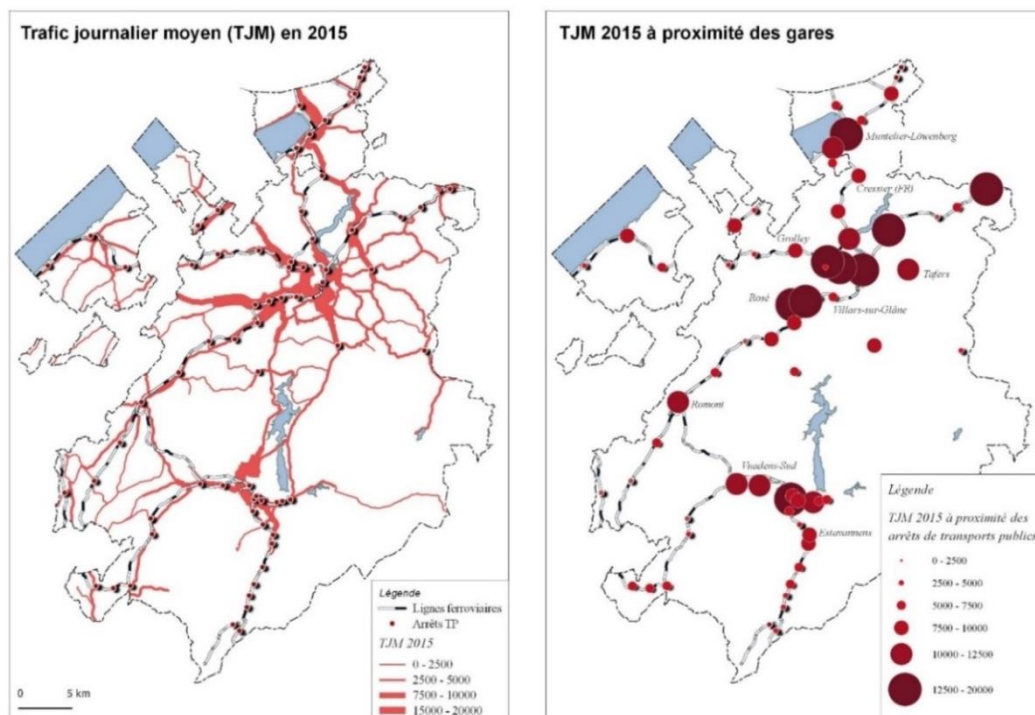 Trafic journalier moyen (TJM) en 2015
Légende
Lignes ferroviaires
Arrêts TP
TJM 2015
0 - 2500
2500 - 5000
7500 - 10000
15000 - 20000
0 5 km
TJM 2015 à proximité des gares
Muntelier-Löwenberg
Cressier (FR)
Grolley
Tafers
Rosé
Villars-sur-Glâne
Romont
Vuadens-Sud
Estavannens
Légende
TJM 2015 à proximité des
arrêts de transports publics
0 - 2500
2500 - 5000
5000 - 7500
7500 - 10000
10000 - 12500
12500 - 20000